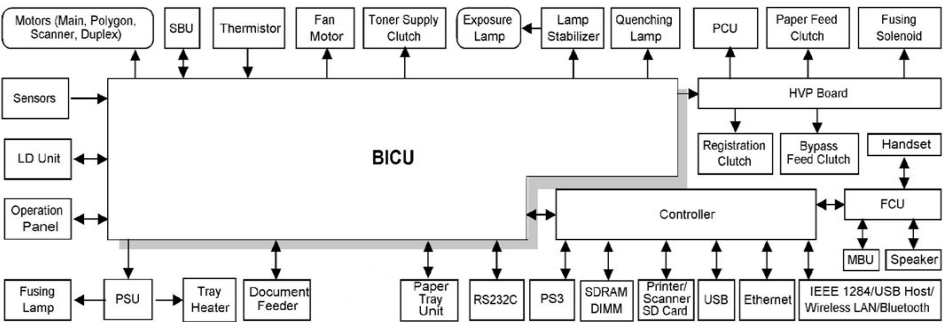 Motors (Main, Polygon,
Scanner, Duplex)
SBU
Thermistor
Fan
Motor
Toner Supply
Clutch
Exposure
Lamp
Lamp
Stabilizer
Quenching
Lamp
PCU
Paper Feed
Clutch
Fusing
Solenoid
Sensors
HVP Board
BICU
LD Unit
Registration
Clutch
Bypass
Feed Clutch
Handset
Operation
Panel
Controller
FCU
MBU
Speaker
Fusing
Lamp
PSU
Tray
Heater
Document
Feeder
Paper
Tray
Unit
RS232C
PS3
SDRAM
DIMM
Printer/
Scanner
SD Card
USB
Ethernet
IEEE 1284/USB Host/
Wireless LAN/Bluetooth